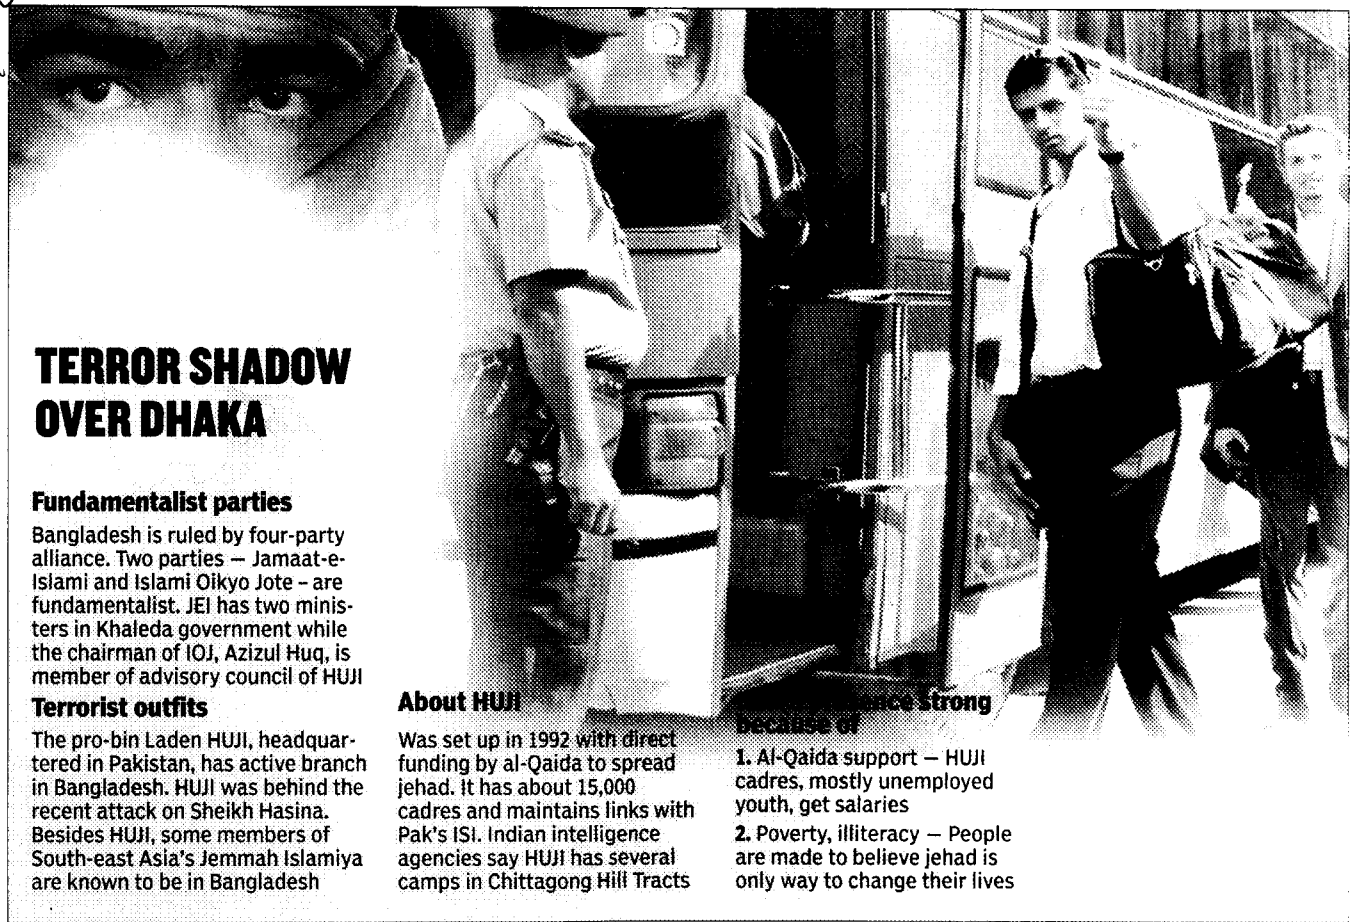 TERROR SHADOW
OVER DHAKA
Fundamentalist parties
Bangladesh is ruled by four-party
alliance. Two parties — Jamaat-e-
Islami and Islami Oikyo Jote – are
fundamentalist. JEI has two minis-
ters in Khaleda government while
the chairman of IOJ, Azizul Huq, is
member of advisory council of HUJI
Terrorist outfits
The pro-bin Laden HUJI, headquar-
tered in Pakistan, has active branch
in Bangladesh. HUJI was behind the
recent attack on Sheikh Hasina.
Besides HUJI, some members of
South-east Asia's Jemmah Islamiya
are known to be in Bangladesh
About HUJI
Was set up in 1992 with direct
funding by al-Qaida to spread
jehad. It has about 15,000
cadres and maintains links with
Pak's ISI. Indian intelligence
agencies say HUJI has several
camps in Chittagong Hill Tracts
strong
because of
1. Al-Qaida support — HUJI
cadres, mostly unemployed
youth, get salaries
2. Poverty, illiteracy — People
are made to believe jehad is
only way to change their lives